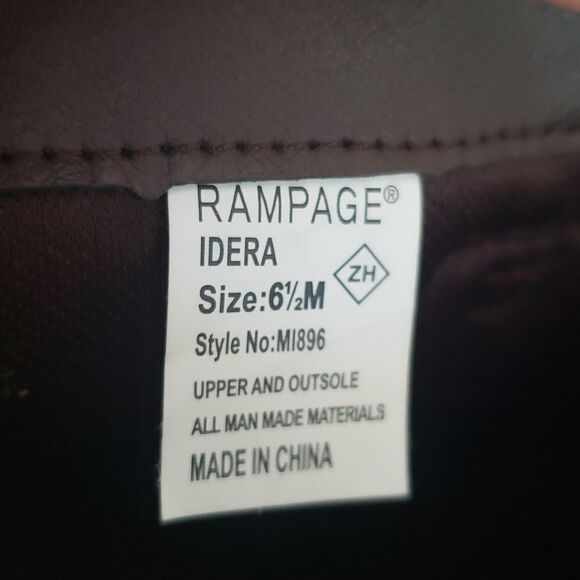 RAMPAGE®
IDERA
ZH
Size:6½M
Style No:MI896
UPPER AND OUTSOLE
ALL MAN MADE MATERIALS
MADE IN CHINA